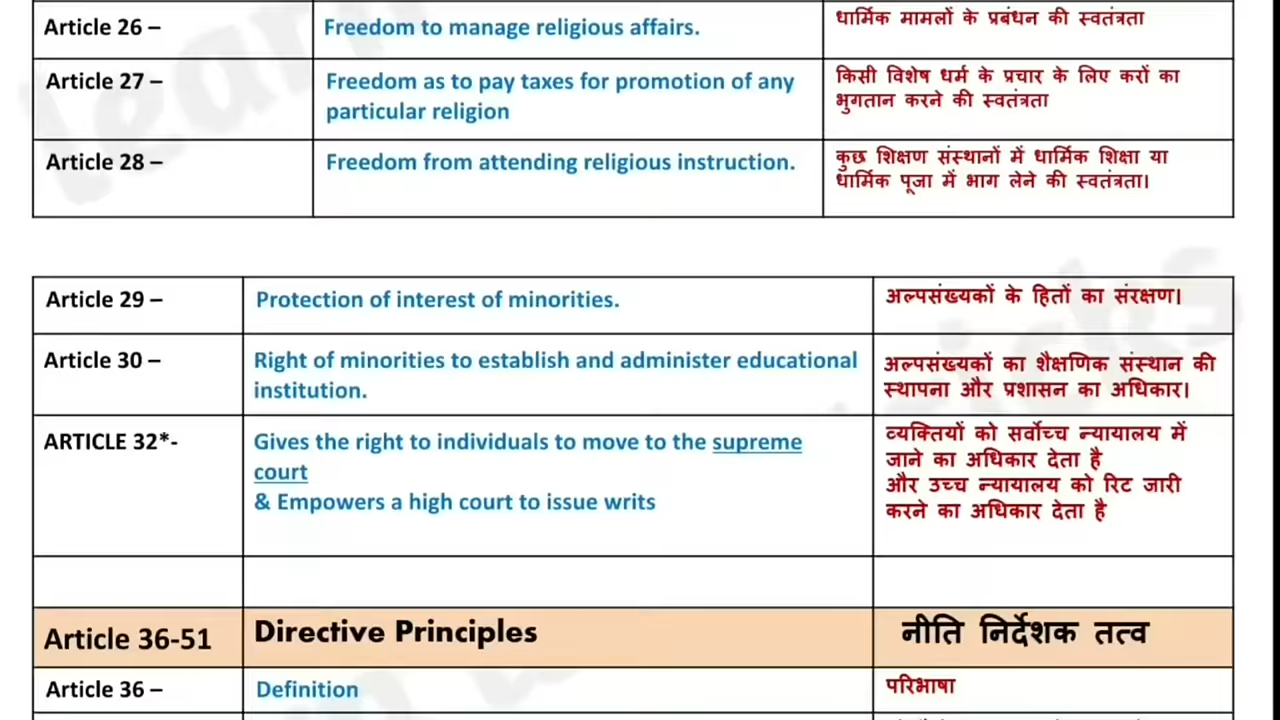 Article 26 –
Freedom to manage religious affairs.
धार्मिक मामलों के प्रबंधन की स्वतंत्रता
Article 27 –
Freedom as to pay taxes for promotion of any
particular religion
किसी विशेष धर्म के प्रचार के लिए करों का
भुगतान करने की स्वतंत्रता
Article 28 –
Freedom from attending religious instruction.
कुछ शिक्षण संस्थानों में धार्मिक शिक्षा या
धार्मिक पूजा में भाग लेने की स्वतंत्रता।
Article 29 –
Protection of interest of minorities.
अल्पसंख्यकों के हितों का संरक्षण।
Article 30 –
Right of minorities to establish and administer educational
institution.
अल्पसंख्यकों का शैक्षणिक संस्थान की
स्थापना और प्रशासन का अधिकार।
ARTICLE 32*-
Gives the right to individuals to move to the supreme
court
& Empowers a high court to issue writs
व्यक्तियों को सर्वोच्च न्यायालय में
जाने का अधिकार देता है
और उच्च न्यायालय को रिट जारी
करने का अधिकार देता है
Article 36-51
Directive Principles
नीति निर्देशक तत्व
Article 36 –
Definition
परिभाषा